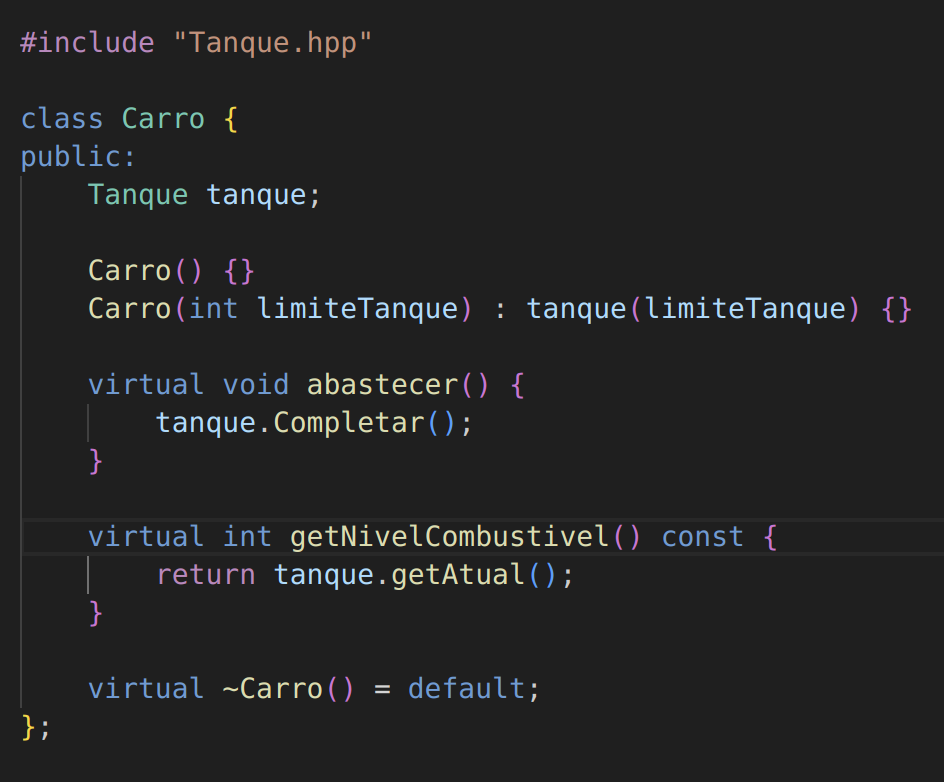 #include "Tanque.hpp"
class Carro {
public:
    Tanque tanque;
    Carro() {}
    Carro(int limiteTanque) : tanque(limiteTanque) {}
    virtual void abastecer() {
        tanque.Completar();
    }
    virtual int getNivelCombustivel() const {
        return tanque.getAtual();
    }
    virtual ~Carro() = default;
};